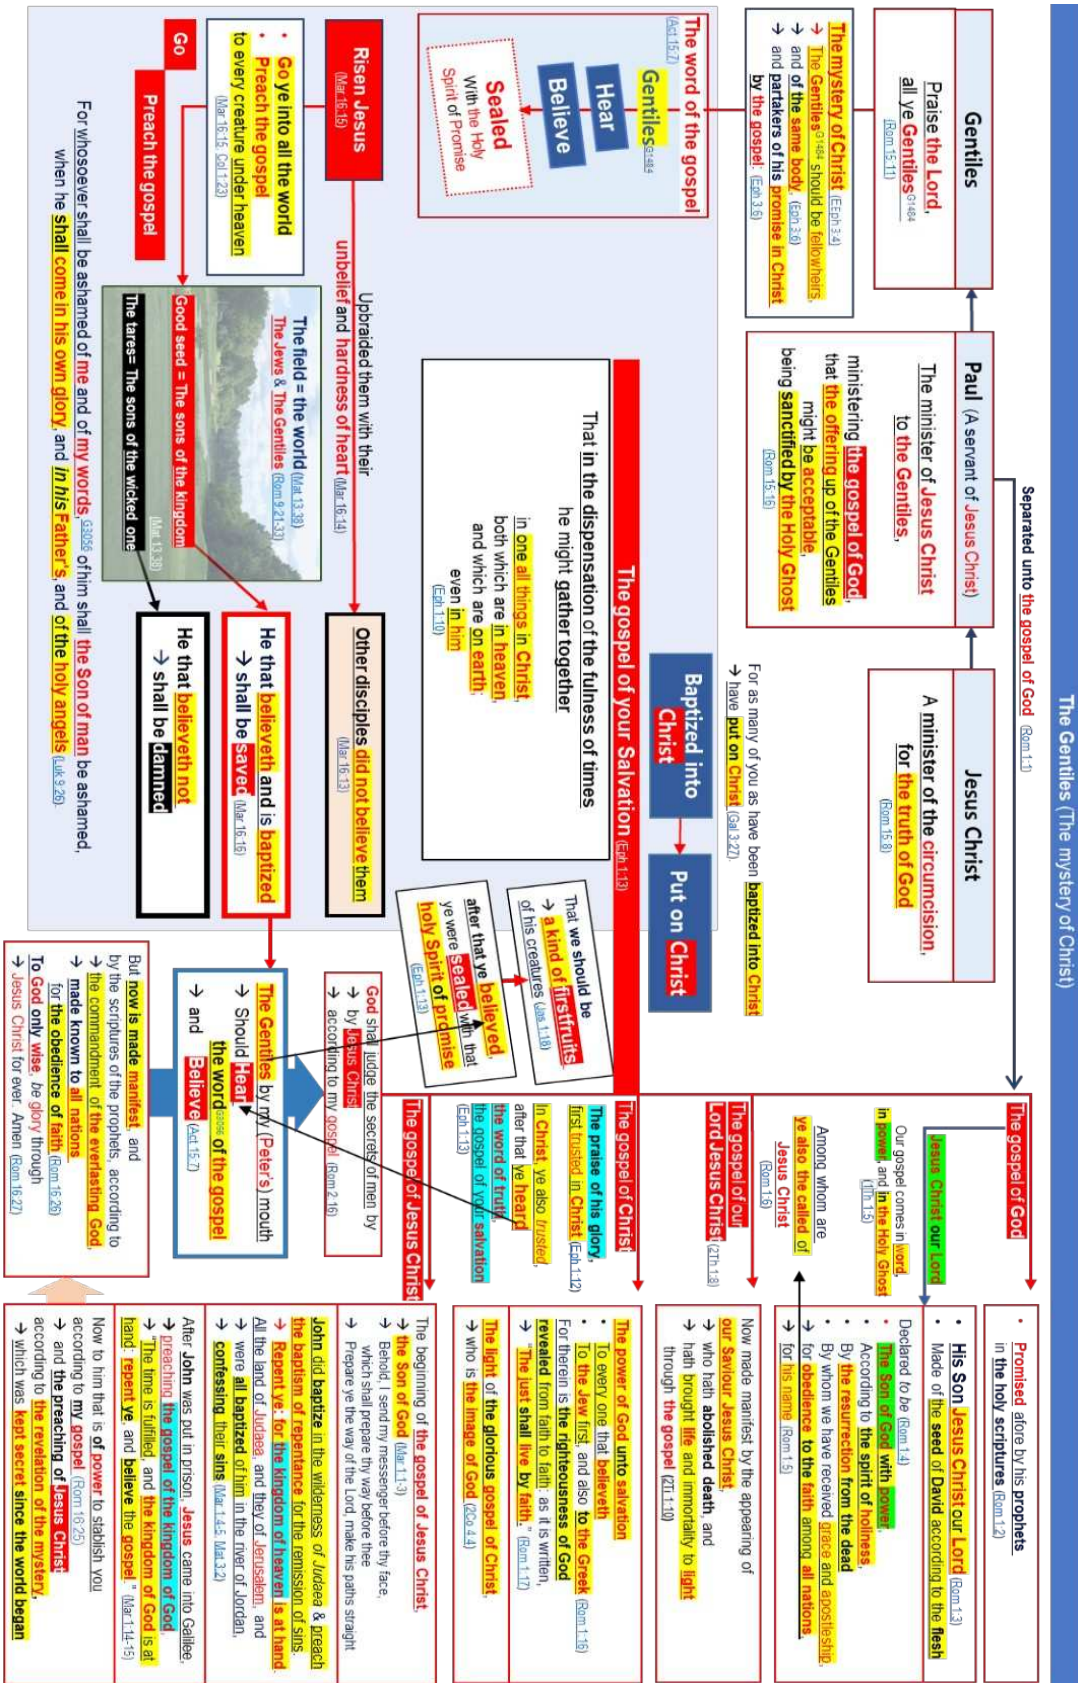 The Gentiles (The mystery of Christ)
Separated unto the gospel of God (Rom 1:1)
Gentiles
Praise the Lord,
all ye Gentiles G1484
(Rom 15:11)
Paul (A servant of Jesus Christ)
The minister of Jesus Christ
to the Gentiles,
ministering the gospel of God,
that the offering up of the Gentiles
might be acceptable,
being sanctified by the Holy Ghost
(Rom 15:16)
Jesus Christ
A minister of the circumcision,
for the truth of God
(Rom 15:8)
The gospel of God
• Promised afore by his prophets
in the holy scriptures (Rom 1:2)
Jesus Christ our Lord
• His Son Jesus Christ our Lord (Rom 1:3)
• Made of the seed of David according to the flesh
Declared to be (Rom 1:4)
• The Son of God with power,
• According to the spirit of holiness,
• By the resurrection from the dead
• By whom we have received grace and apostleship,
→ for obedience to the faith among all nations,
→ for his name (Rom 1:5)
Our gospel comes in word,
in power, and in the Holy Ghost
(1Th 1:5)
Among whom are
ye also the called of
Jesus Christ
(Rom 1:6)
The mystery of Christ (EEph 3:4)
→ The Gentiles G1484 should be fellowheirs,
→ and of the same body, (Eph 3:6)
→ and partakers of his promise in Christ
by the gospel: (Eph 3:6)
For as many of you as have been baptized into Christ
→ have put on Christ (Gal 3:27).
Baptized into
Christ
Put on Christ
The gospel of our
Lord Jesus Christ (2Th 1:8)
Now made manifest by the appearing of
our Saviour Jesus Christ,
who hath abolished death, and
hath brought life and immortality to light
through the gospel (2Ti 1:10)
The word of the gospel
(Act 15:7)
Gentiles G1484
Hear
Believe
Sealed
With the Holy
Spirit of Promise
The gospel of your Salvation (Eph 1:13)
That in the dispensation of the fulness of times
he might gather together
in one all things in Christ,
both which are in heaven,
and which are on earth;
even in him
(Eph 1:10)
That we should be
→ a kind of firstfruits
of his creatures (Jas 1:18)
after that ye believed,
ye were sealed with that
holy Spirit of promise
(Eph 1:13)
The gospel of Christ
The praise of his glory,
first trusted in Christ (Eph 1:12)
In Christ, ye also trusted,
after that ye heard
the word of truth,
the gospel of your salvation
(Eph 1:13)
The power of God unto salvation
• To every one that believeth
• To the Jew first, and also to the Greek (Rom 1:16)
For therein is the righteousness of God
revealed from faith to faith: as it is written,
→ "The just shall live by faith." (Rom 1:17)
The light of the glorious gospel of Christ,
→ who is the image of God (2Co 4:4)
Risen Jesus
(Mar 16:15)
Upbraided them with their
unbelief and hardness of heart (Mar 16:14)
Other disciples did not believe them
(Mar 16:13)
• Go ye into all the world
• Preach the gospel
to every creature under heaven
(Mar 16:15 Col 1:23)
Go
Preach the gospel
The field = the world (Mat 13:38)
The Jews & The Gentiles (Rom 9:21-33)
Good seed = The sons of the kingdom
(Mat 13:38)
The tares= The sons of the wicked one
He that believeth and is baptized
→ shall be saved (Mar 16:16)
He that believeth not
→ shall be damned
For whosoever shall be ashamed of me and of my words, G3056 of him shall the Son of man be ashamed,
when he shall come in his own glory, and in his Father's, and of the holy angels (Luk 9:26).
God shall judge the secrets of men by
→ by Jesus Christ
→ according to my gospel (Rom 2:16)
The Gentiles by my (Peter's) mouth
→ Should Hear
the word G3056 of the gospel
→ and Believe (Act 15:7)
But now is made manifest, and
by the scriptures of the prophets, according to
→ the commandment of the everlasting God,
→ made known to all nations
for the obedience of faith (Rom 16:26)
To God only wise, be glory through
→ Jesus Christ for ever. Amen (Rom 16:27)
The gospel of Jesus Christ
The beginning of the gospel of Jesus Christ,
→ the Son of God (Mar 1:1-3)
→ Behold, I send my messenger before thy face,
which shall prepare thy way before thee
→ Prepare ye the way of the Lord, make his paths straight
John did baptize in the wilderness of Judaea & preach
the baptism of repentance for the remission of sins.
→ Repent ye: for the kingdom of heaven is at hand.
All the land of Judaea, and they of Jerusalem, and
→ were all baptized of him in the river of Jordan,
→ confessing their sins (Mar 1:4-5 Mat 3:2)
After John was put in prison, Jesus came into Galilee,
→ preaching the gospel of the kingdom of God,
→ "The time is fulfilled, and the kingdom of God is at
hand: repent ye, and believe the gospel." (Mar 1:14-15)
Now to him that is of power to stablish you
according to my gospel (Rom 16:25)
→ and the preaching of Jesus Christ
according to the revelation of the mystery,
→ which was kept secret since the world began